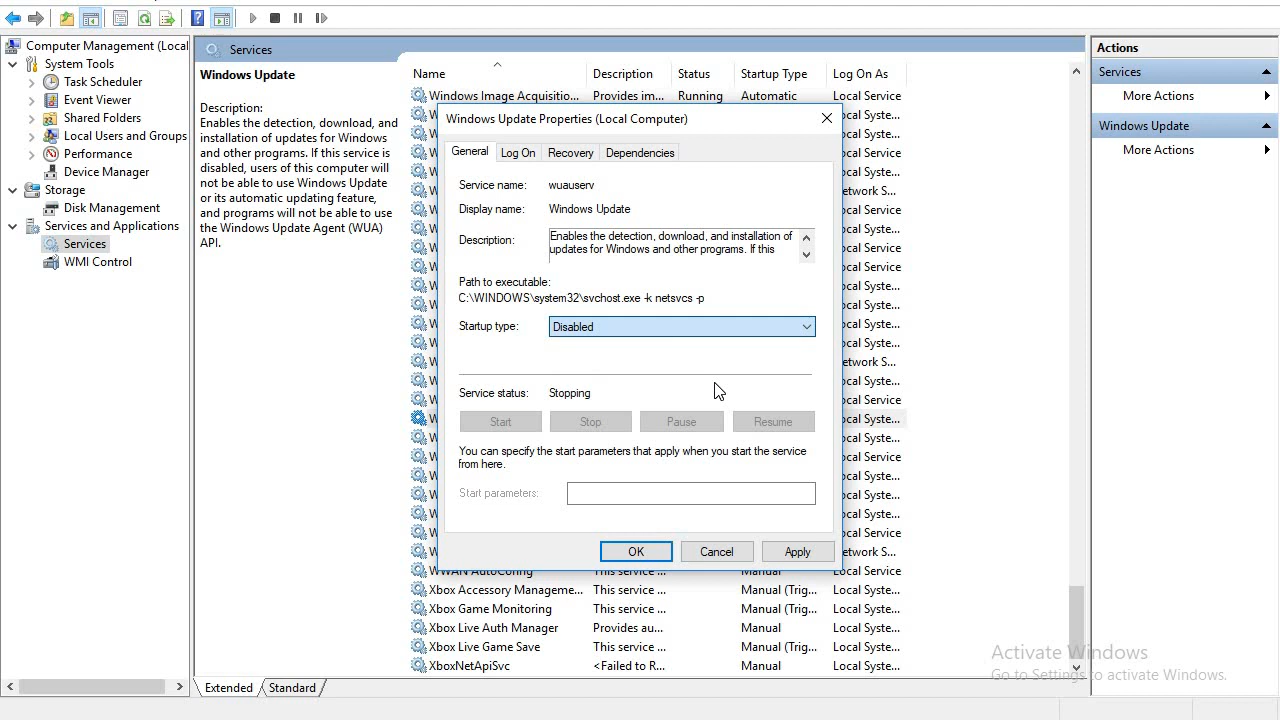 Computer Management (Local
System Tools
Task Scheduler
Event Viewer
Shared Folders
Local Users and Groups
Performance
Device Manager
Storage
Disk Management
Services and Applications
Services
WMI Control
Services
Windows Update
Description:
Enables the detection, download, and
installation of updates for Windows
and other programs. If this service is
disabled, users of this computer will
not be able to use Windows Update
or its automatic updating feature,
and programs will not be able to use
the Windows Update Agent (WUA)
API.
Name Description Status Startup Type Log On As
Windows Image Acquisitio... Provides im... Running Automatic Local Service
Windows Update Properties (Local Computer)
General Log On Recovery Dependencies
Service name: wuauserv
Display name: Windows Update
Description: Enables the detection, download, and installation of
updates for Windows and other programs. If this
Path to executable:
C:\WINDOWS\system32\svchost.exe -k netsvcs -p
Startup type: Disabled
Service status: Stopping
Start Stop Pause Resume
You can specify the start parameters that apply when you start the service
from here.
Start parameters:
OK Cancel Apply
WWAN AutoConfig This service ... Manual Local Service
Xbox Accessory Manageme... This service ... Manual (Trig... Local Syste...
Xbox Game Monitoring This service ... Manual (Trig... Local Syste...
Xbox Live Auth Manager Provides au... Manual Local Syste...
Xbox Live Game Save This service ... Manual (Trig... Local Syste...
XboxNetApiSvc <Failed to R... Manual Local Syste...
Extended Standard
Actions
Services
More Actions
Windows Update
More Actions
Activate Windows
Go to Settings to activate Windows.